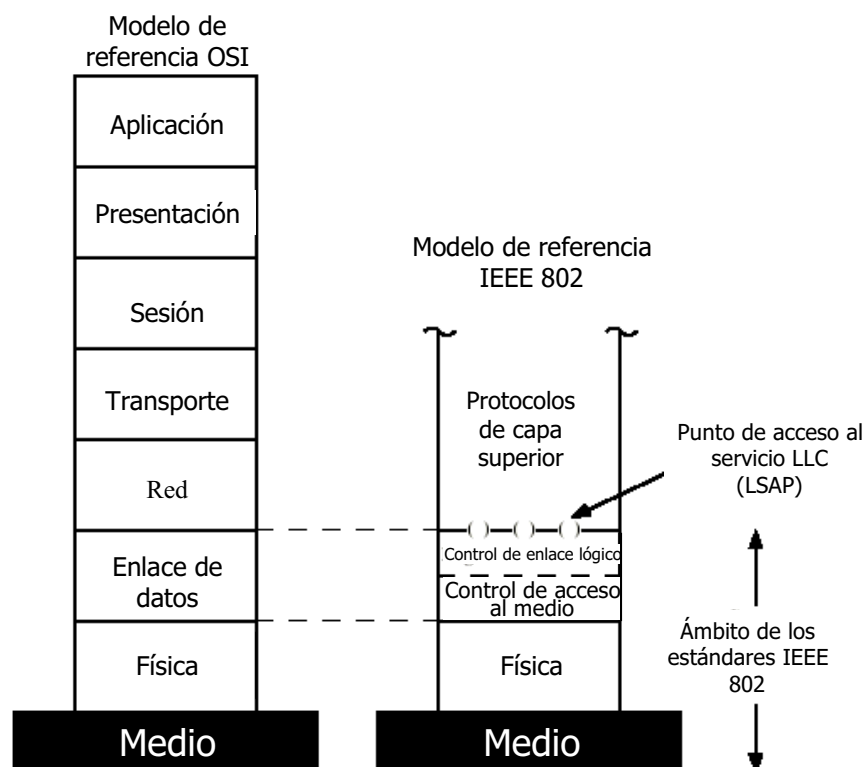 Modelo de
referencia OSI
Aplicación
Presentación
Sesión
Transporte
Red
Enlace de
datos
Física
Medio
Modelo de referencia
IEEE 802
Protocolos
de capa
superior
Control de enlace lógico
Control de acceso
al medio
Física
Medio
Punto de acceso al
servicio LLC
(LSAP)
Ámbito de los
estándares IEEE
802